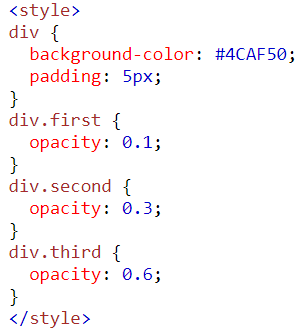 <style>
div {
  background-color: #4CAF50;
  padding: 5px;
}
div.first {
  opacity: 0.1;
}
div.second {
  opacity: 0.3;
}
div.third {
  opacity: 0.6;
}
</style>